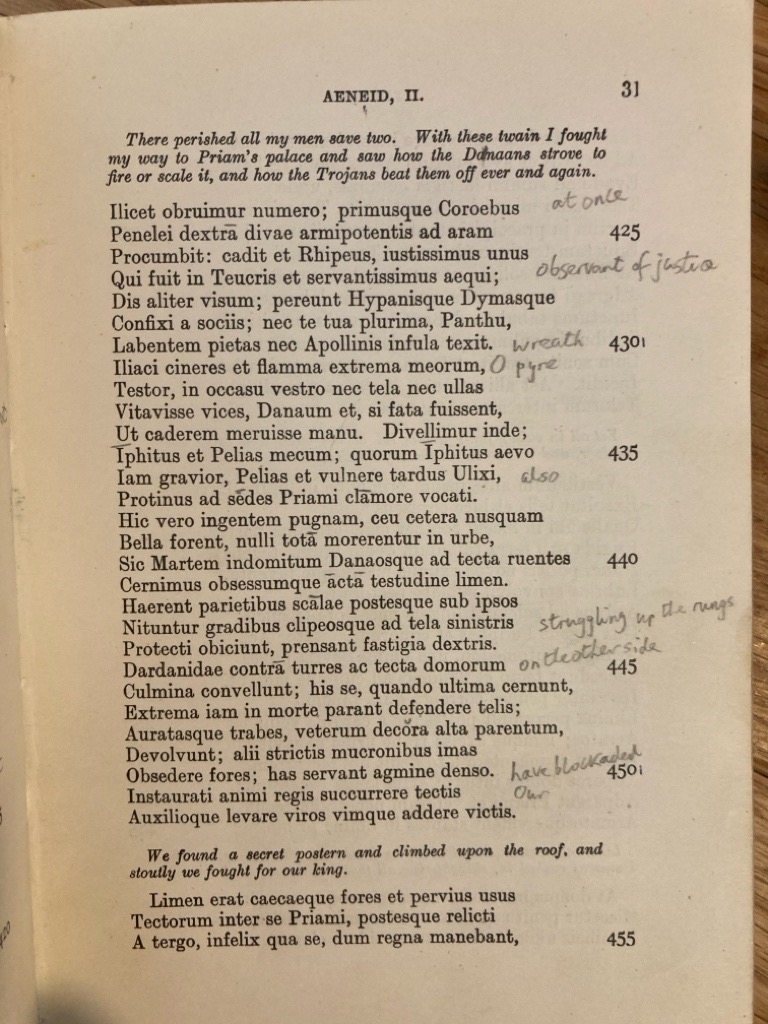 AENEID, II. 31
There perished all my men save two. With these twain I fought
my way to Priam's palace and saw how the Danaans strove to
fire or scale it, and how the Trojans beat them off ever and again.
Ilicet obruimur numero; primusque Coroebus at once
Penelei dextrā divae armipotentis ad aram 425
Procumbit: cadit et Rhipeus, iustissimus unus
Qui fuit in Teucris et servantissimus aequi; observant of justice
Dis aliter visum; pereunt Hypanisque Dymasque
Confixi a sociis; nec te tua plurima, Panthu,
Labentem pietas nec Apollinis infula texit. wreath 430
Iliaci cineres et flamma extrema meorum, O pyre
Testor, in occasu vestro nec tela nec ullas
Vitavisse vices, Danaum et, si fata fuissent,
Ut caderem meruisse manu. Divellimur inde;
Īphitus et Pelias mecum; quorum Īphitus aevo 435
Iam gravior, Pelias et vulnere tardus Ulixi, also
Protinus ad sēdes Priami clāmore vocati.
Hic vero ingentem pugnam, ceu cetera nusquam
Bella forent, nulli totā morerentur in urbe,
Sic Martem indomitum Danaosque ad tecta ruentes 440
Cernimus obsessumque āctā testudine limen.
Haerent parietibus scālae postesque sub ipsos
Nituntur gradibus clipeosque ad tela sinistris struggling up the rungs
Protecti obiciunt, prensant fastigia dextris.
Dardanidae contrā turres ac tecta domorum on the other side 445
Culmina convellunt; his se, quando ultima cernunt,
Extrema iam in morte parant defendere telis;
Auratasque trabes, veterum decŏra alta parentum,
Devolvunt; alii strictis mucronibus imas
Obsedere fores; has servant agmine denso. have blockaded 450
Instaurati animi regis succurrere tectis Our
Auxilioque levare viros vimque addere victis.
We found a secret postern and climbed upon the roof, and
stoutly we fought for our king.
Limen erat caecaeque fores et pervius usus
Tectorum inter se Priami, postesque relicti
A tergo, infelix qua se, dum regna manebant, 455